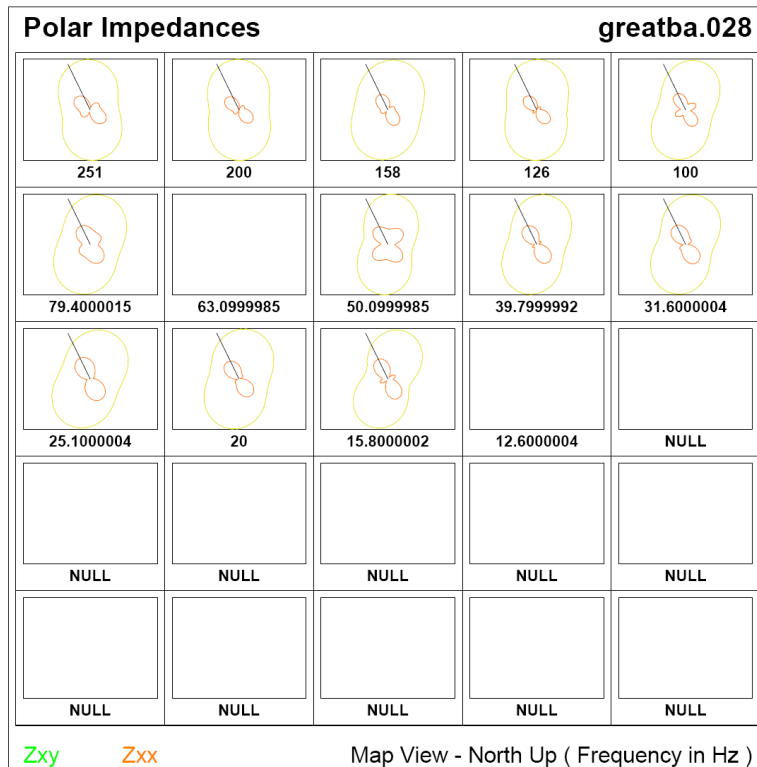 Polar Impedances greatba.028
251 200 158 126 100
79.4000015 63.0999985 50.0999985 39.7999992 31.6000004
25.1000004 20 15.8000002 12.6000004 NULL
NULL NULL NULL NULL NULL
NULL NULL NULL NULL NULL
Zxy Zxx Map View - North Up ( Frequency in Hz )